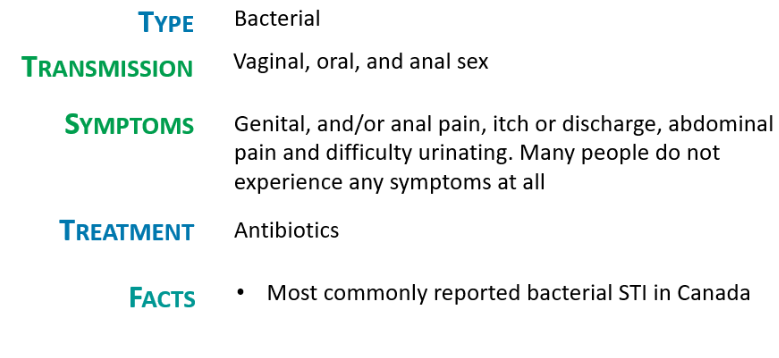 TYPE Bacterial
TRANSMISSION Vaginal, oral, and anal sex
SYMPTOMS Genital, and/or anal pain, itch or discharge, abdominal
pain and difficulty urinating. Many people do not
experience any symptoms at all
TREATMENT Antibiotics
FACTS • Most commonly reported bacterial STI in Canada